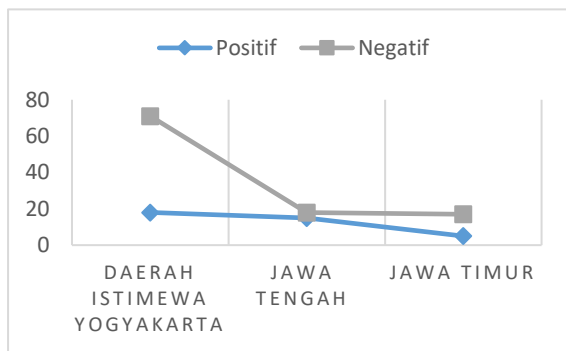 Positif Negatif
80
60
40
20
0
DAERAH
ISTIMEWA
YOGYAKARTA
JAWA
TENGAH
JAWA TIMUR